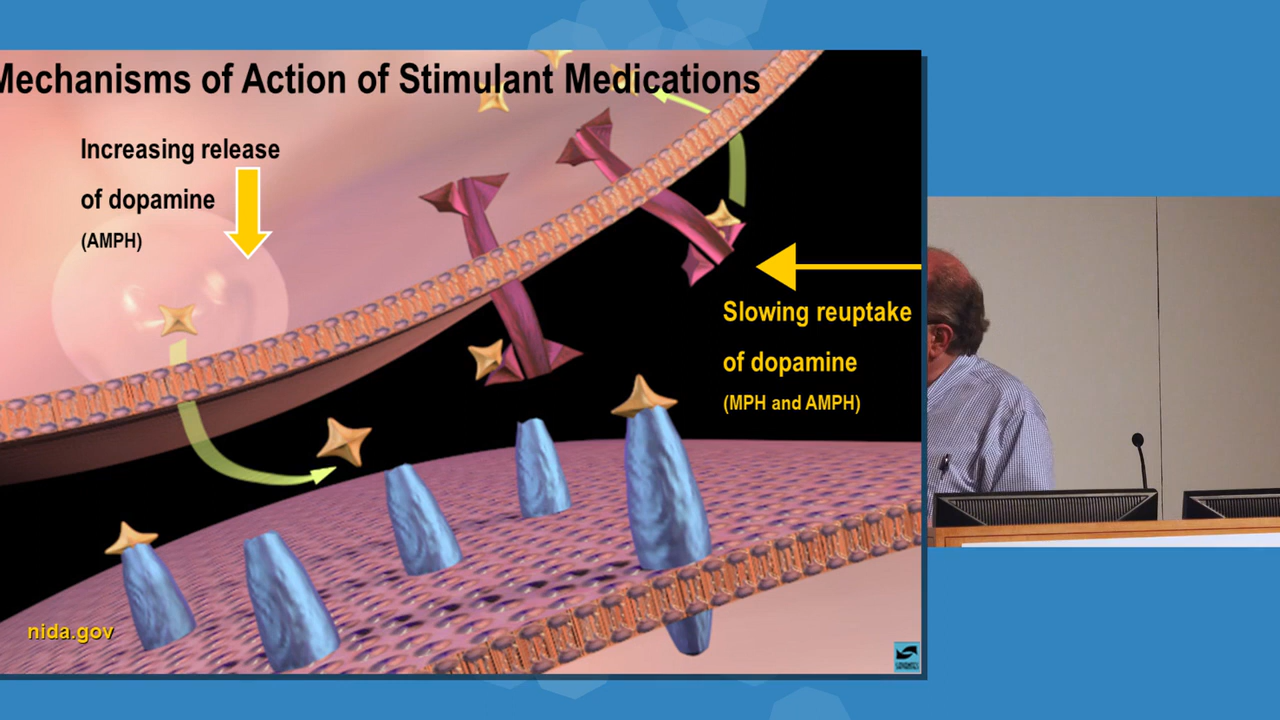 Mechanisms of Action of Stimulant Medications
Increasing release
of dopamine
(AMPH)
Slowing reuptake
of dopamine
(MPH and AMPH)
nida.gov